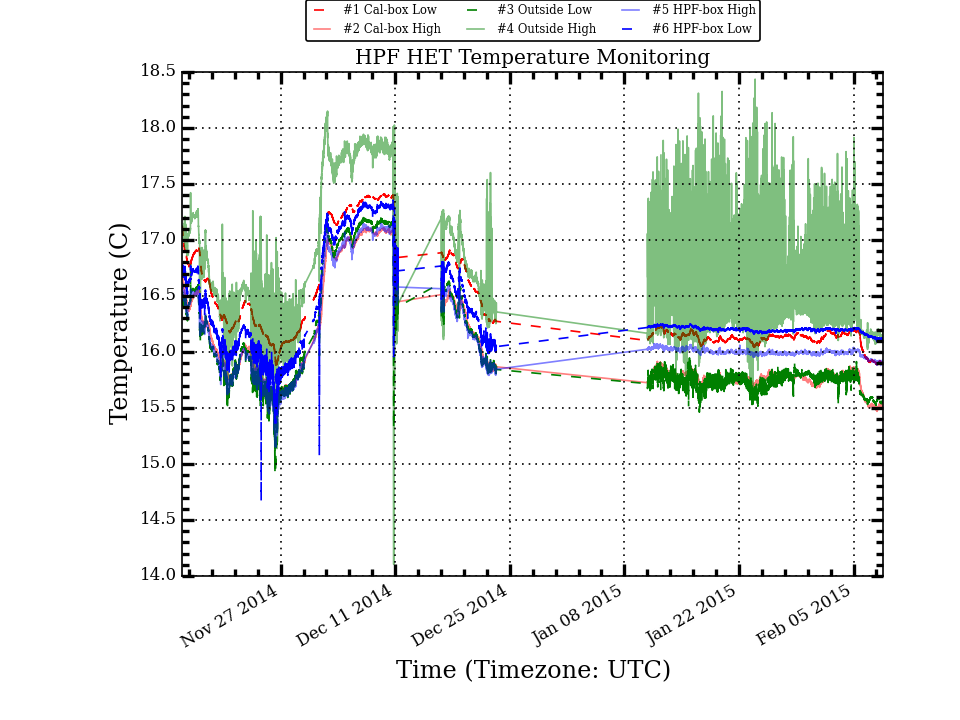 #1 Cal-box Low #3 Outside Low #5 HPF-box High
#2 Cal-box High #4 Outside High #6 HPF-box Low
HPF HET Temperature Monitoring
18.5
18.0
17.5
17.0
16.5
16.0
15.5
15.0
14.5
14.0
Temperature (C)
Nov 27 2014 Dec 11 2014 Dec 25 2014 Jan 08 2015 Jan 22 2015 Feb 05 2015
Time (Timezone: UTC)